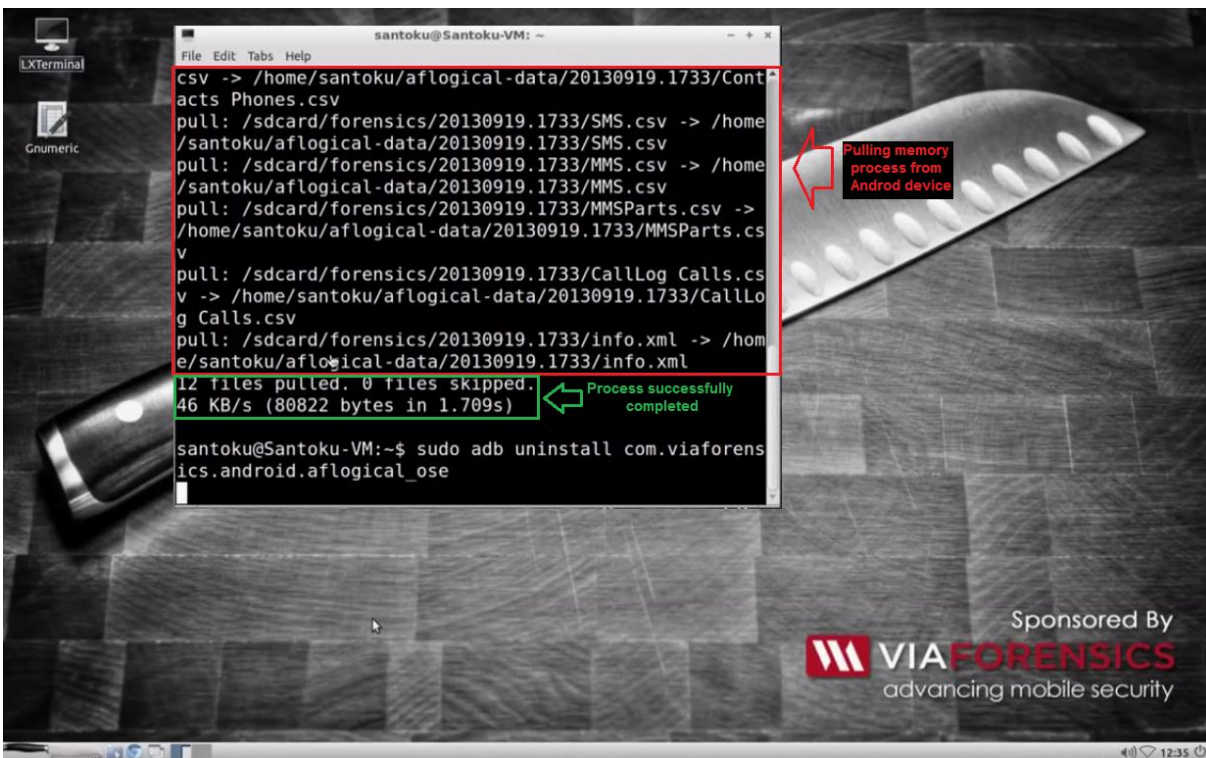 LXTerminal
Gnumeric
santoku@Santoku-VM: ~
File Edit Tabs Help
csv -> /home/santoku/aflogical-data/20130919.1733/Cont
acts Phones.csv
pull: /sdcard/forensics/20130919.1733/SMS.csv -> /home
/santoku/aflogical-data/20130919.1733/SMS.csv
pull: /sdcard/forensics/20130919.1733/MMS.csv -> /home
/santoku/aflogical-data/20130919.1733/MMS.csv
pull: /sdcard/forensics/20130919.1733/MMSParts.csv ->
/home/santoku/aflogical-data/20130919.1733/MMSParts.cs
v
pull: /sdcard/forensics/20130919.1733/CallLog Calls.cs
v -> /home/santoku/aflogical-data/20130919.1733/CallLo
g Calls.csv
pull: /sdcard/forensics/20130919.1733/info.xml -> /hom
e/santoku/aflogical-data/20130919.1733/info.xml
12 files pulled. 0 files skipped.
46 KB/s (80822 bytes in 1.709s)
santoku@Santoku-VM:~$ sudo adb uninstall com.viaforens
ics.android.aflogical_ose
Pulling memory
process from
Androd device
Process successfully
completed
Sponsored By
VIAFORENSICS
advancing mobile security
12:35